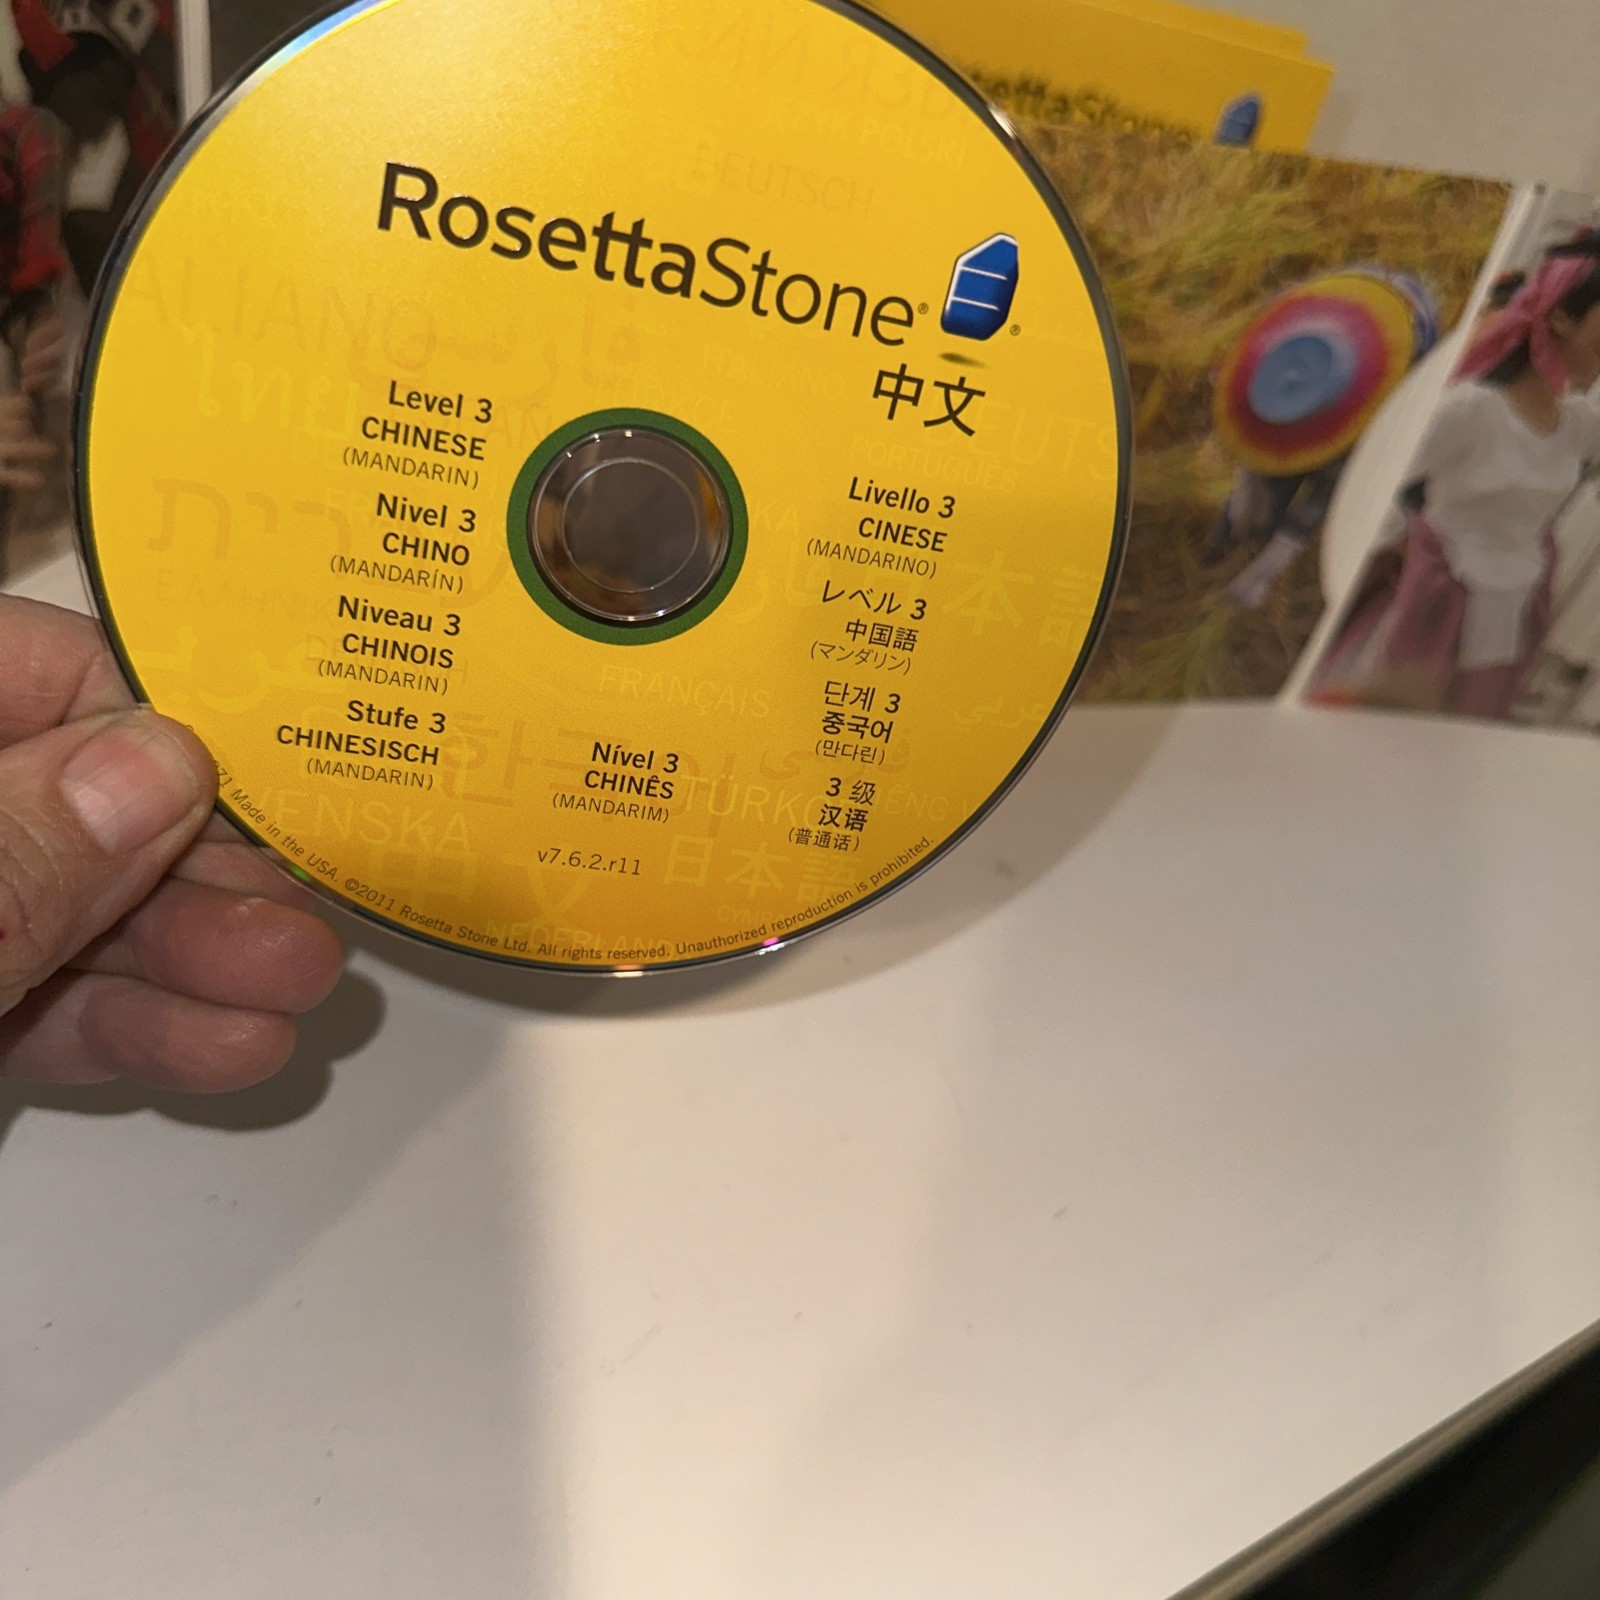 RosettaStone®
中文
Level 3
CHINESE
(MANDARIN)
Nivel 3
CHINO
(MANDARÍN)
Niveau 3
CHINOIS
(MANDARIN)
Stufe 3
CHINESISCH
(MANDARIN)
Nível 3
CHINÊS
(MANDARIM)
Livello 3
CINESE
(MANDARINO)
レベル 3
中国語
(マンダリン)
단계 3
중국어
(만다린)
3 级
汉语
(普通话)
v7.6.2.r11
Made in the USA. ©2011 Rosetta Stone Ltd. All rights reserved. Unauthorized reproduction is prohibited.
DEUTSCH
ITALIANO
PORTUGUÊS
FRANÇAIS
中文
日本語